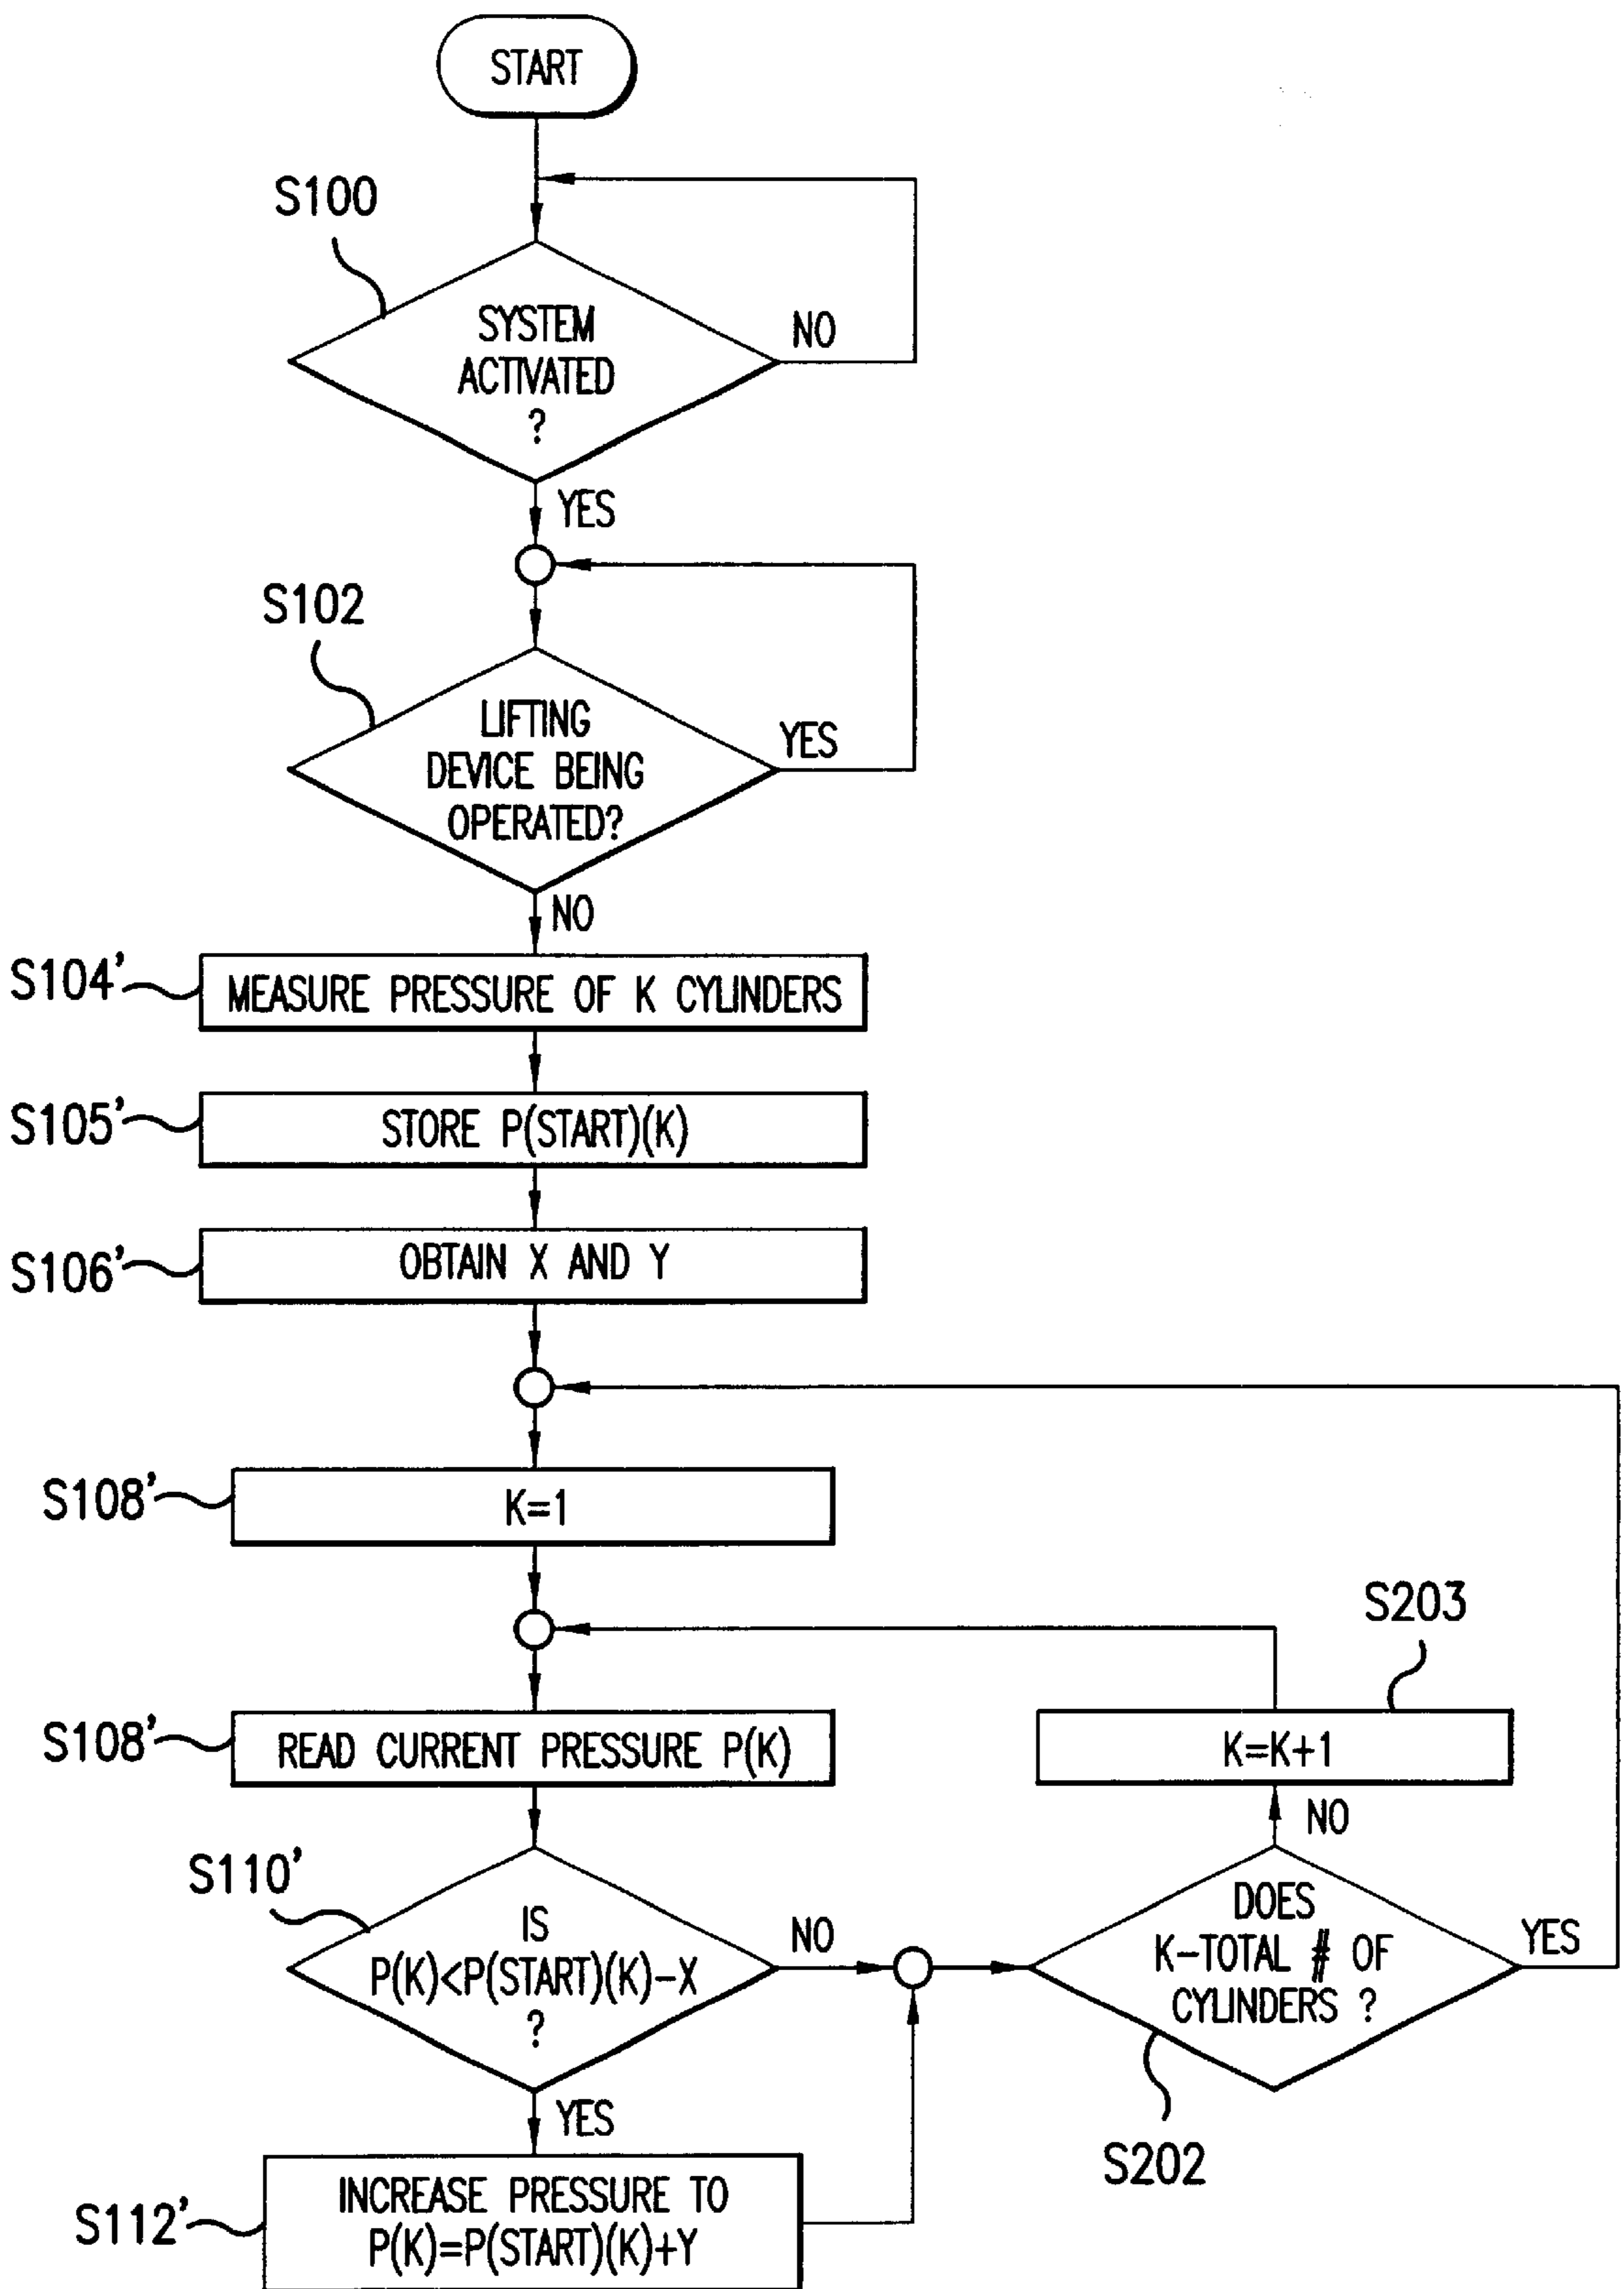 START
S100
SYSTEM
ACTIVATED
?
NO
YES
S102
LIFTING
DEVICE BEING
OPERATED?
YES
NO
S104'
MEASURE PRESSURE OF K CYLINDERS
S105'
STORE P(START)(K)
S106'
OBTAIN X AND Y
S108'
K=1
S203
S108'
READ CURRENT PRESSURE P(K)
K=K+1
NO
S110'
IS
P(K)<P(START)(K)-X
?
NO
DOES
K-TOTAL # OF
CYLINDERS ?
YES
YES
S202
S112'
INCREASE PRESSURE TO
P(K)=P(START)(K)+Y